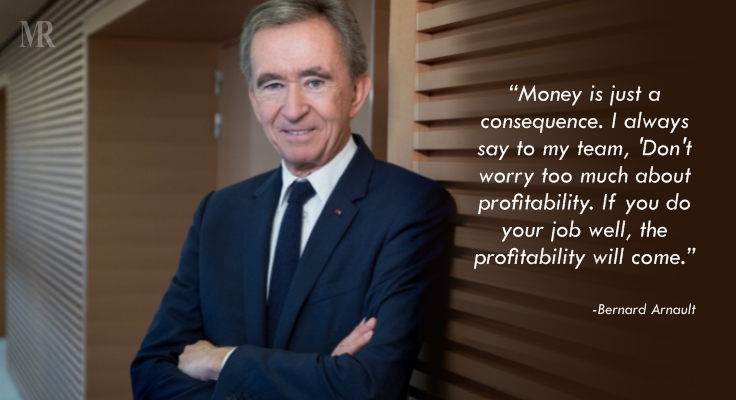 MR
“Money is just a
consequence. I always
say to my team, 'Don't
worry too much about
profitability. If you do
your job well, the
profitability will come.”
-Bernard Arnault